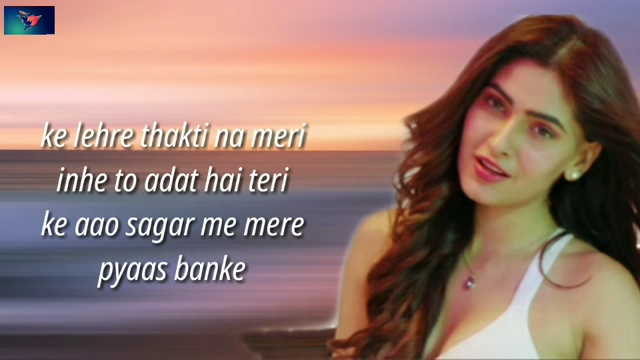 ke lehre thakti na meri
inhe to adat hai teri
ke aao sagar me mere
pyaas banke